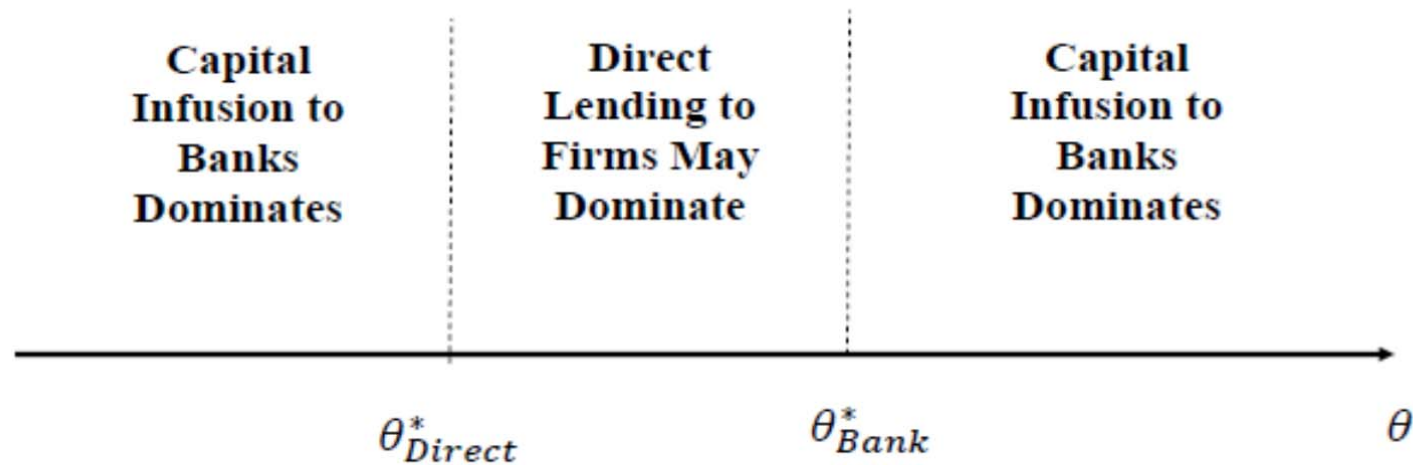 Capital
Infusion to
Banks
Dominates
Direct
Lending to
Firms May
Dominate
Capital
Infusion to
Banks
Dominates
θ*Direct
θ*Bank
θ